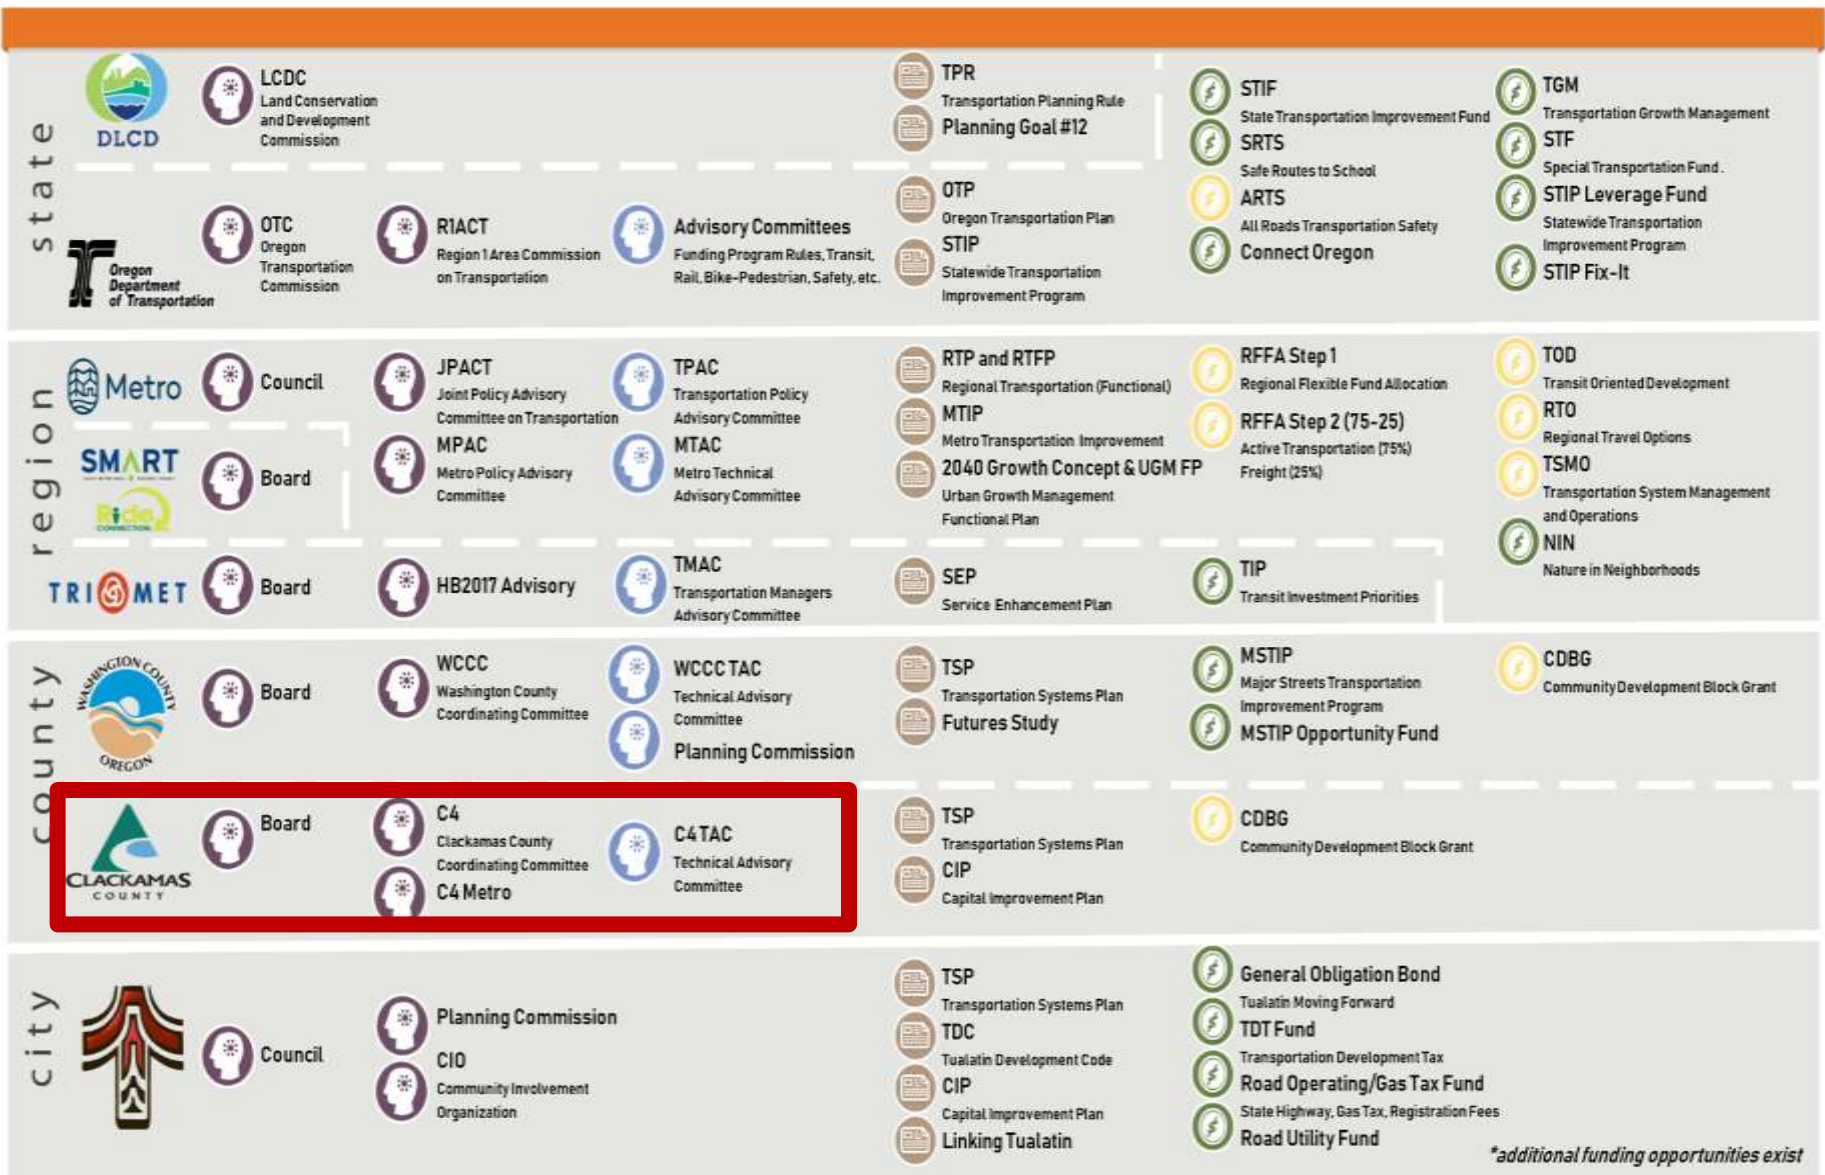 state
DLCD
LCDC
Land Conservation
and Development
Commission
TPR
Transportation Planning Rule
Planning Goal #12
STIF
State Transportation Improvement Fund
SRTS
Safe Routes to School
ARTS
All Roads Transportation Safety
Connect Oregon
TGM
Transportation Growth Management
STF
Special Transportation Fund.
STIP Leverage Fund
Statewide Transportation
Improvement Program
STIP Fix-It
Oregon
Department
of Transportation
OTC
Oregon
Transportation
Commission
R1ACT
Region 1 Area Commission
on Transportation
Advisory Committees
Funding Program Rules, Transit,
Rail, Bike-Pedestrian, Safety, etc.
OTP
Oregon Transportation Plan
STIP
Statewide Transportation
Improvement Program
region
Metro
Council
JPACT
Joint Policy Advisory
Committee on Transportation
MPAC
Metro Policy Advisory
Committee
TPAC
Transportation Policy
Advisory Committee
MTAC
Metro Technical
Advisory Committee
RTP and RTFP
Regional Transportation (Functional)
MTIP
Metro Transportation Improvement
2040 Growth Concept & UGM FP
Urban Growth Management
Functional Plan
RFFA Step 1
Regional Flexible Fund Allocation
RFFA Step 2 (75-25)
Active Transportation (75%)
Freight (25%)
TOD
Transit Oriented Development
RTO
Regional Travel Options
TSMO
Transportation System Management
and Operations
NIN
Nature in Neighborhoods
SMART
Ride
CONNECTION
Board
TRIMET
Board
HB2017 Advisory
TMAC
Transportation Managers
Advisory Committee
SEP
Service Enhancement Plan
TIP
Transit Investment Priorities
county
WASHINGTON COUNTY
OREGON
Board
WCCC
Washington County
Coordinating Committee
WCCC TAC
Technical Advisory
Committee
Planning Commission
TSP
Transportation Systems Plan
Futures Study
MSTIP
Major Streets Transportation
Improvement Program
MSTIP Opportunity Fund
CDBG
Community Development Block Grant
CLACKAMAS
COUNTY
Board
C4
Clackamas County
Coordinating Committee
C4 Metro
C4TAC
Technical Advisory
Committee
TSP
Transportation Systems Plan
CIP
Capital Improvement Plan
CDBG
Community Development Block Grant
city
Council
Planning Commission
CIO
Community Involvement
Organization
TSP
Transportation Systems Plan
TDC
Tualatin Development Code
CIP
Capital Improvement Plan
Linking Tualatin
General Obligation Bond
Tualatin Moving Forward
TDT Fund
Transportation Development Tax
Road Operating/Gas Tax Fund
State Highway, Gas Tax, Registration Fees
Road Utility Fund
*additional funding opportunities exist